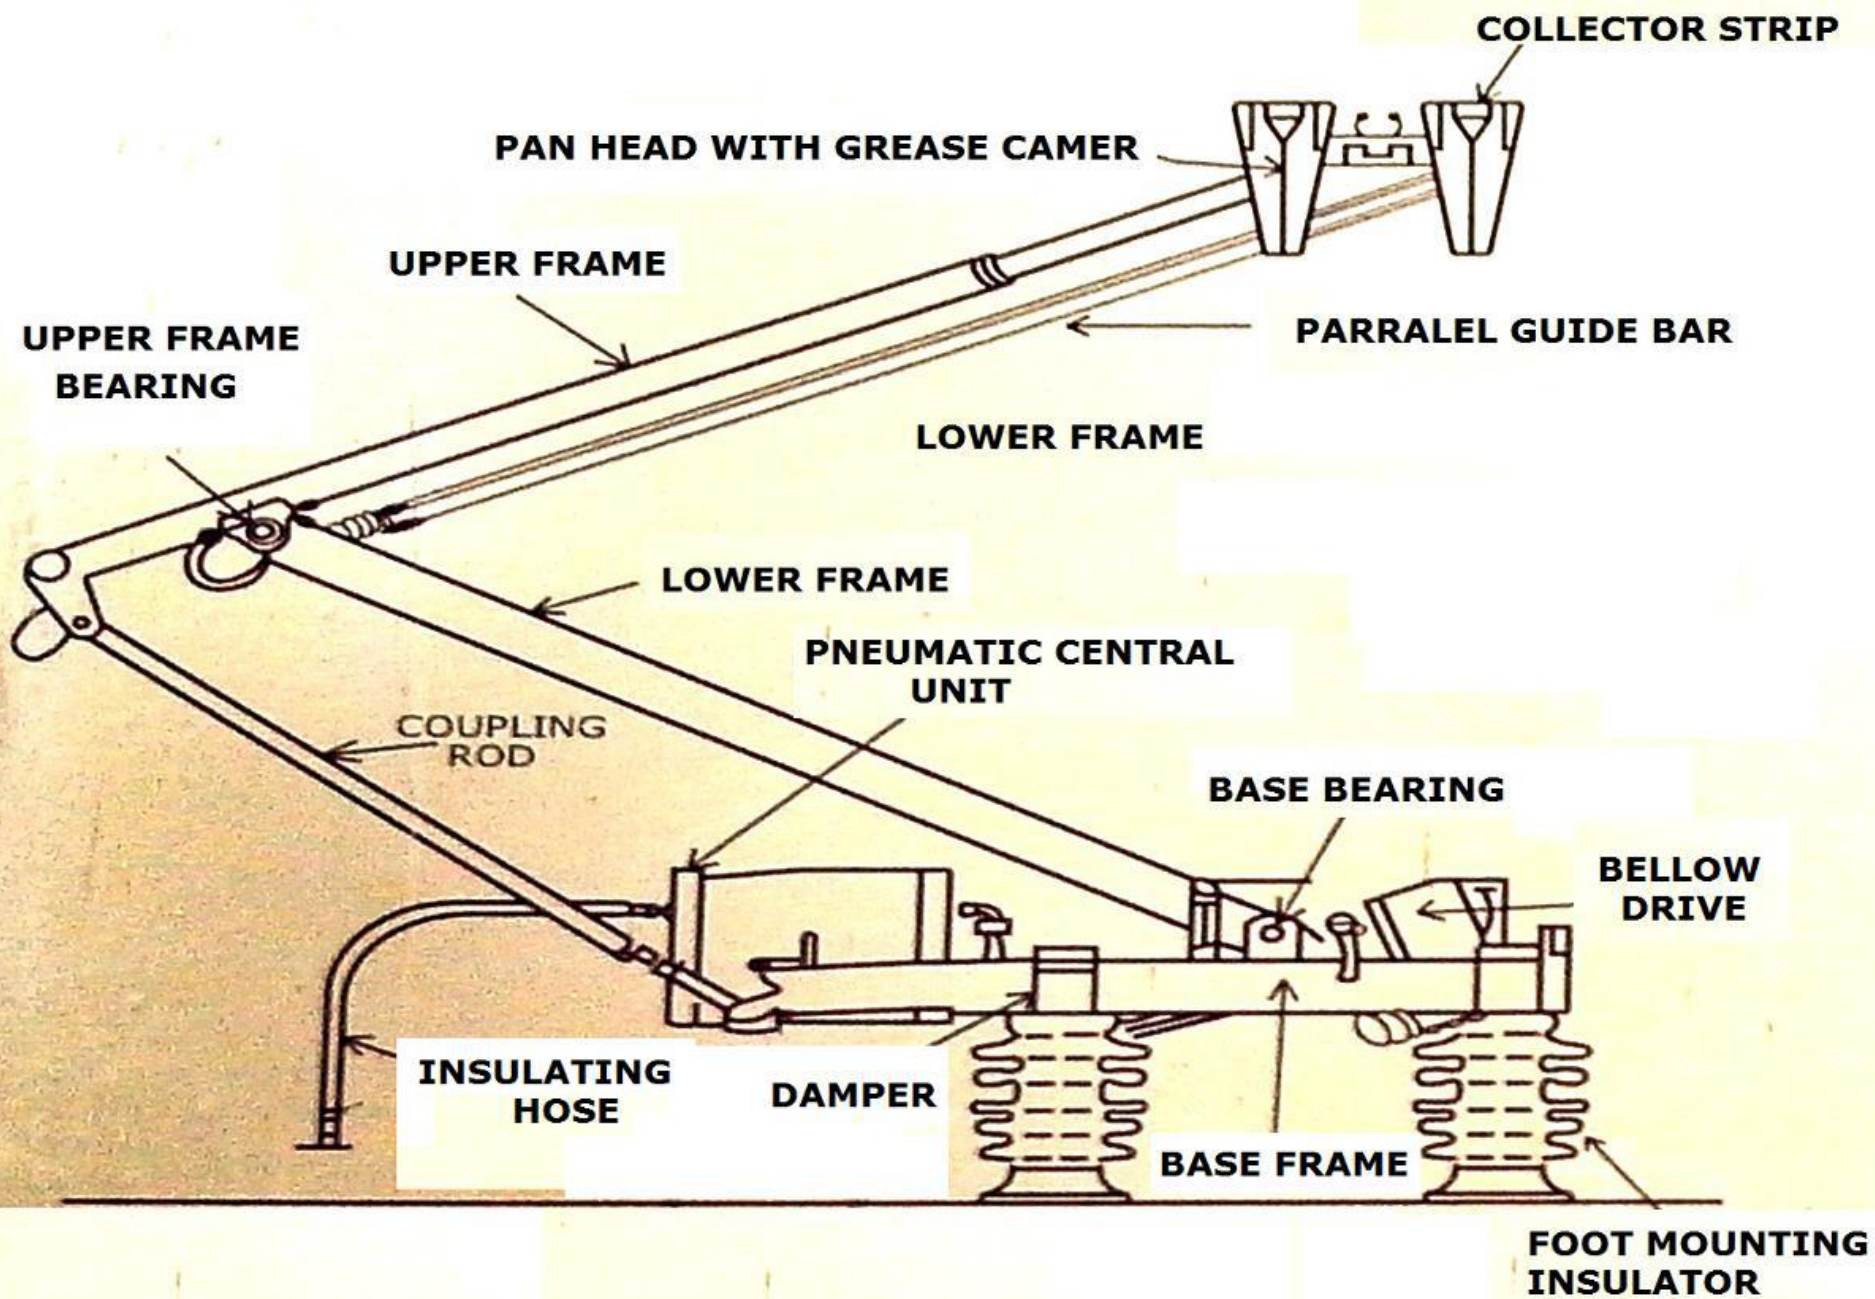 COLLECTOR STRIP
PAN HEAD WITH GREASE CAMER
UPPER FRAME
UPPER FRAME
BEARING
PARRALEL GUIDE BAR
LOWER FRAME
LOWER FRAME
PNEUMATIC CENTRAL
UNIT
COUPLING
ROD
BASE BEARING
BELLOW
DRIVE
INSULATING
HOSE
DAMPER
BASE FRAME
FOOT MOUNTING
INSULATOR